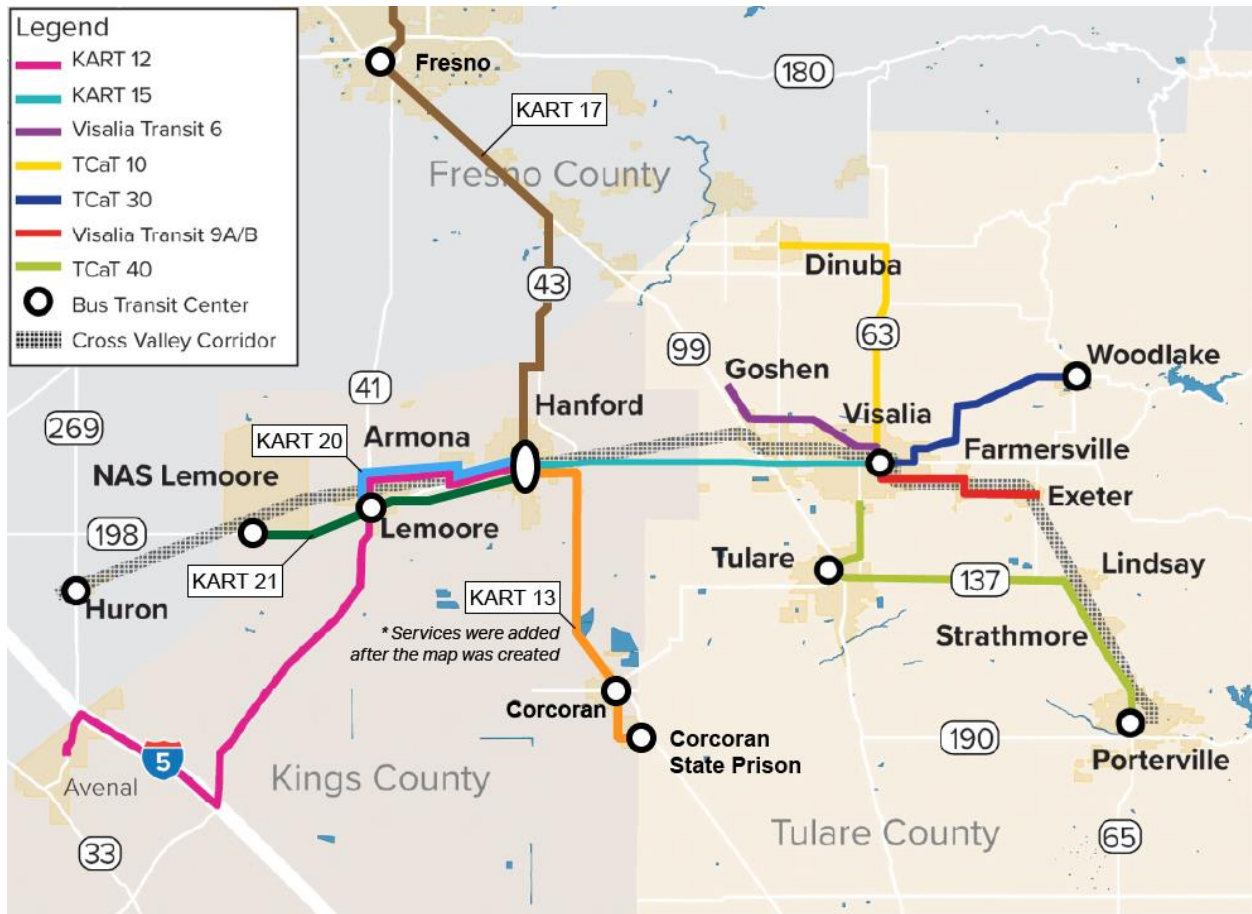 Legend
KART 12
KART 15
Visalia Transit 6
TCaT 10
TCaT 30
Visalia Transit 9A/B
TCaT 40
Bus Transit Center
Cross Valley Corridor
Fresno
180
KART 17
Fresno County
Dinuba
43
63
99
Woodlake
Goshen
41
Hanford
Visalia
269
KART 20
Armona
Farmersville
NAS Lemoore
Exeter
198
Lemoore
Tulare
Lindsay
KART 21
137
Huron
KART 13
* Services were added
after the map was created
Strathmore
Corcoran
5
190
Corcoran
State Prison
Porterville
Kings County
Avenal
Tulare County
65
33